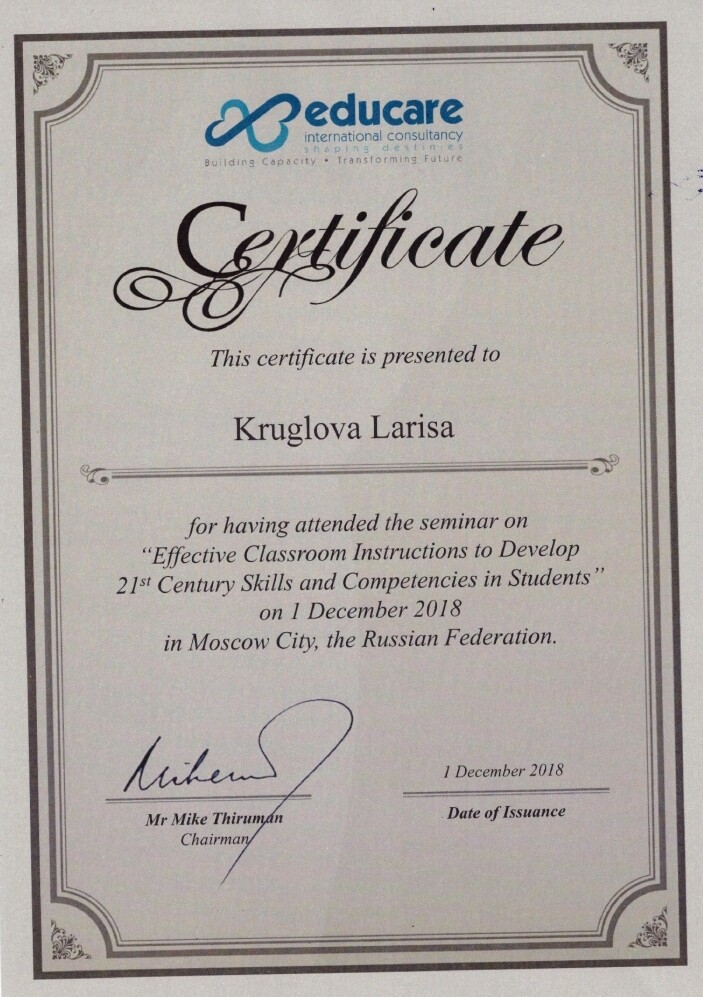 educare
international consultancy
shaping destinies
Building Capacity • Transforming Future
Certificate
This certificate is presented to
Kruglova Larisa
for having attended the seminar on
“Effective Classroom Instructions to Develop
21st Century Skills and Competencies in Students”
on 1 December 2018
in Moscow City, the Russian Federation.
1 December 2018
Mr Mike Thiruman
Date of Issuance
Chairman